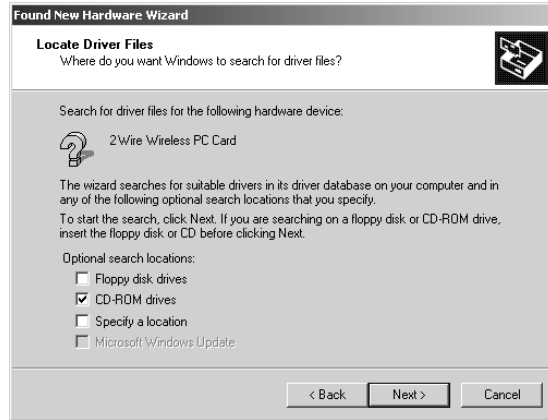 Found New Hardware Wizard
Locate Driver Files
Where do you want Windows to search for driver files?
Search for driver files for the following hardware device:
2Wire Wireless PC Card
The wizard searches for suitable drivers in its driver database on your computer and in
any of the following optional search locations that you specify.
To start the search, click Next. If you are searching on a floppy disk or CD-ROM drive,
insert the floppy disk or CD before clicking Next.
Optional search locations:
Floppy disk drives
CD-ROM drives
Specify a location
Microsoft Windows Update
< Back Next > Cancel